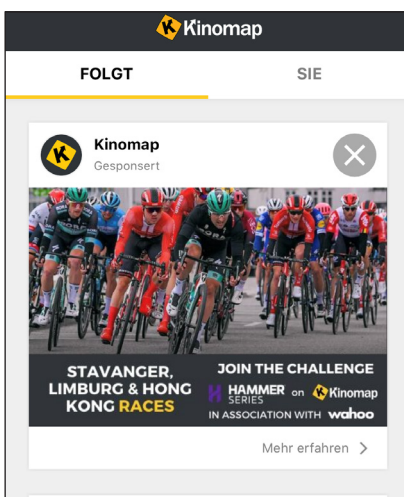 Kinomap
FOLGT SIE
Kinomap
Gesponsert
STAVANGER,
LIMBURG & HONG
KONG RACES
JOIN THE CHALLENGE
HAMMER
SERIES on Kinomap
IN ASSOCIATION WITH wahoo
Mehr erfahren